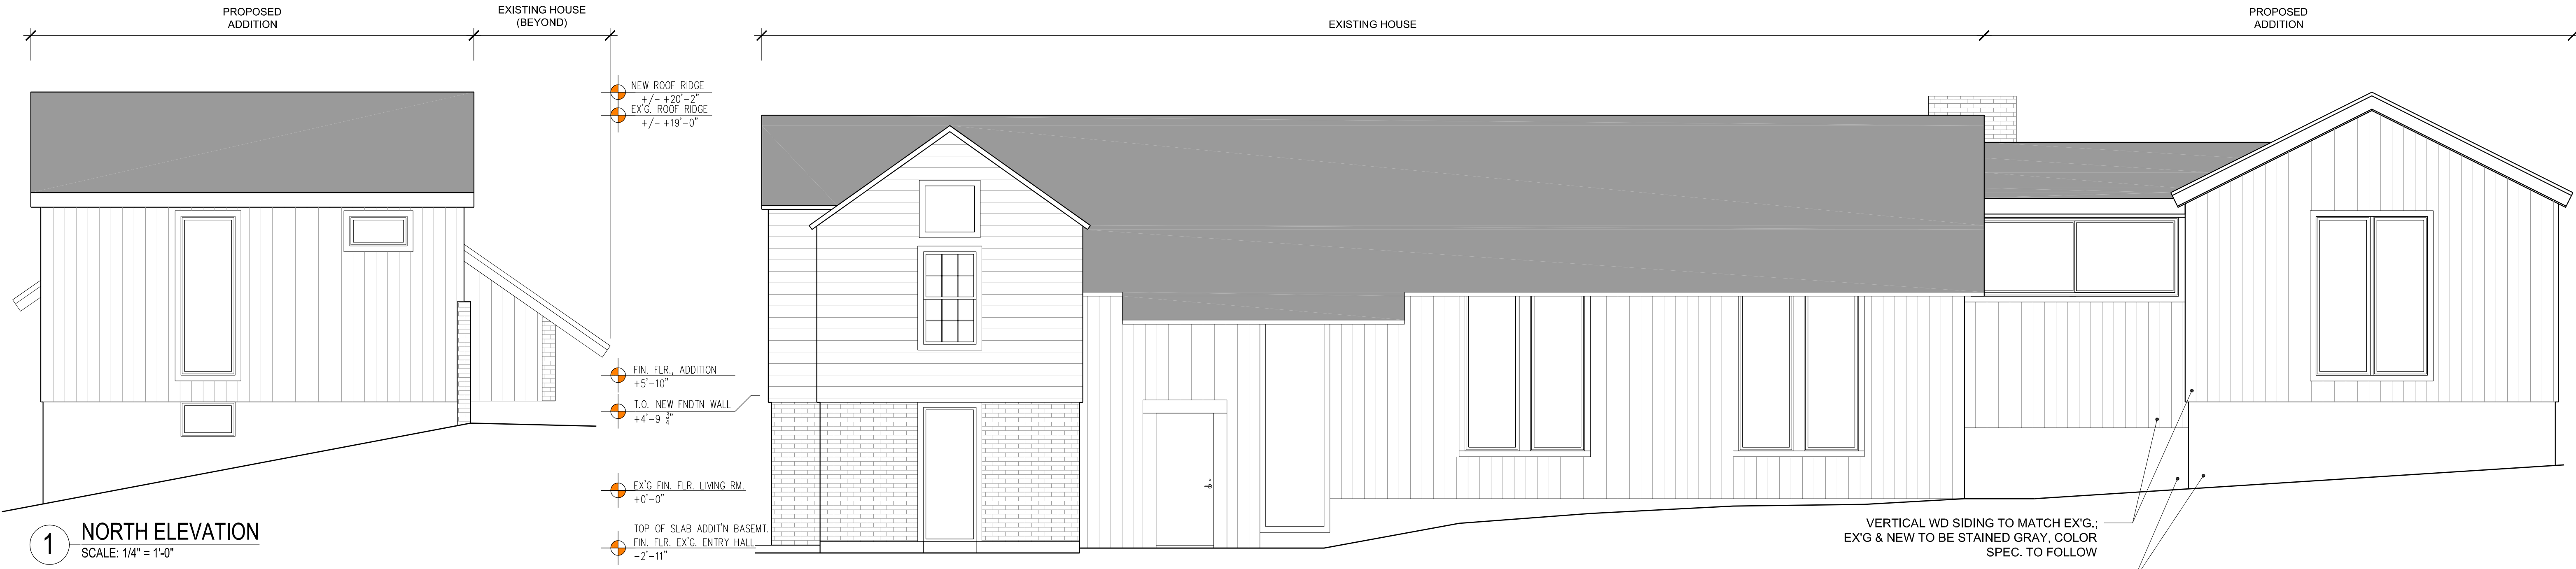 PROPOSED
ADDITION
EXISTING HOUSE
(BEYOND)
EXISTING HOUSE
PROPOSED
ADDITION
NEW ROOF RIDGE
+/- +20'-2"
EX'G. ROOF RIDGE
+/- +19'-0"
FIN. FLR., ADDITION
+5'-10"
T.O. NEW FNDTN WALL
+4'-9 3/4"
EX'G FIN. FLR. LIVING RM.
+0'-0"
TOP OF SLAB ADDIT'N BASEMT.
FIN. FLR. EX'G. ENTRY HALL
-2'-11"
1
NORTH ELEVATION
SCALE: 1/4" = 1'-0"
VERTICAL WD SIDING TO MATCH EX'G.;
EX'G & NEW TO BE STAINED GRAY, COLOR
SPEC. TO FOLLOW